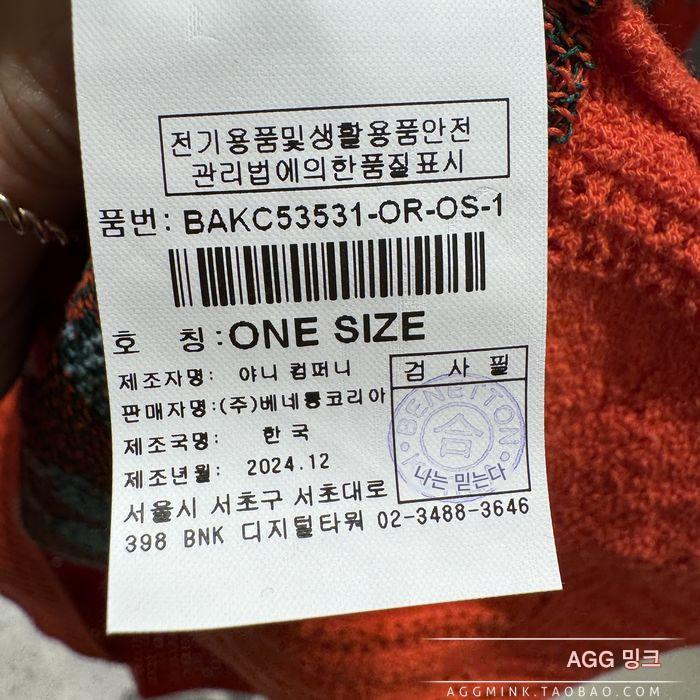 전기용품및생활용품안전
관리법에의한품질표시
품번: BAKC53531-OR-OS-1
호 칭:ONE SIZE
제조자명: 야니 컴퍼니
판매자명:(주)베네통코리아
제조국명: 한국
제조년월: 2024.12
검 사 필
BENETTON
합
나는 믿는다
서울시 서초구 서초대로
398 BNK 디지털타워 02-3488-3646
AGG 밍크
AGGMINK.TAOBAO.COM